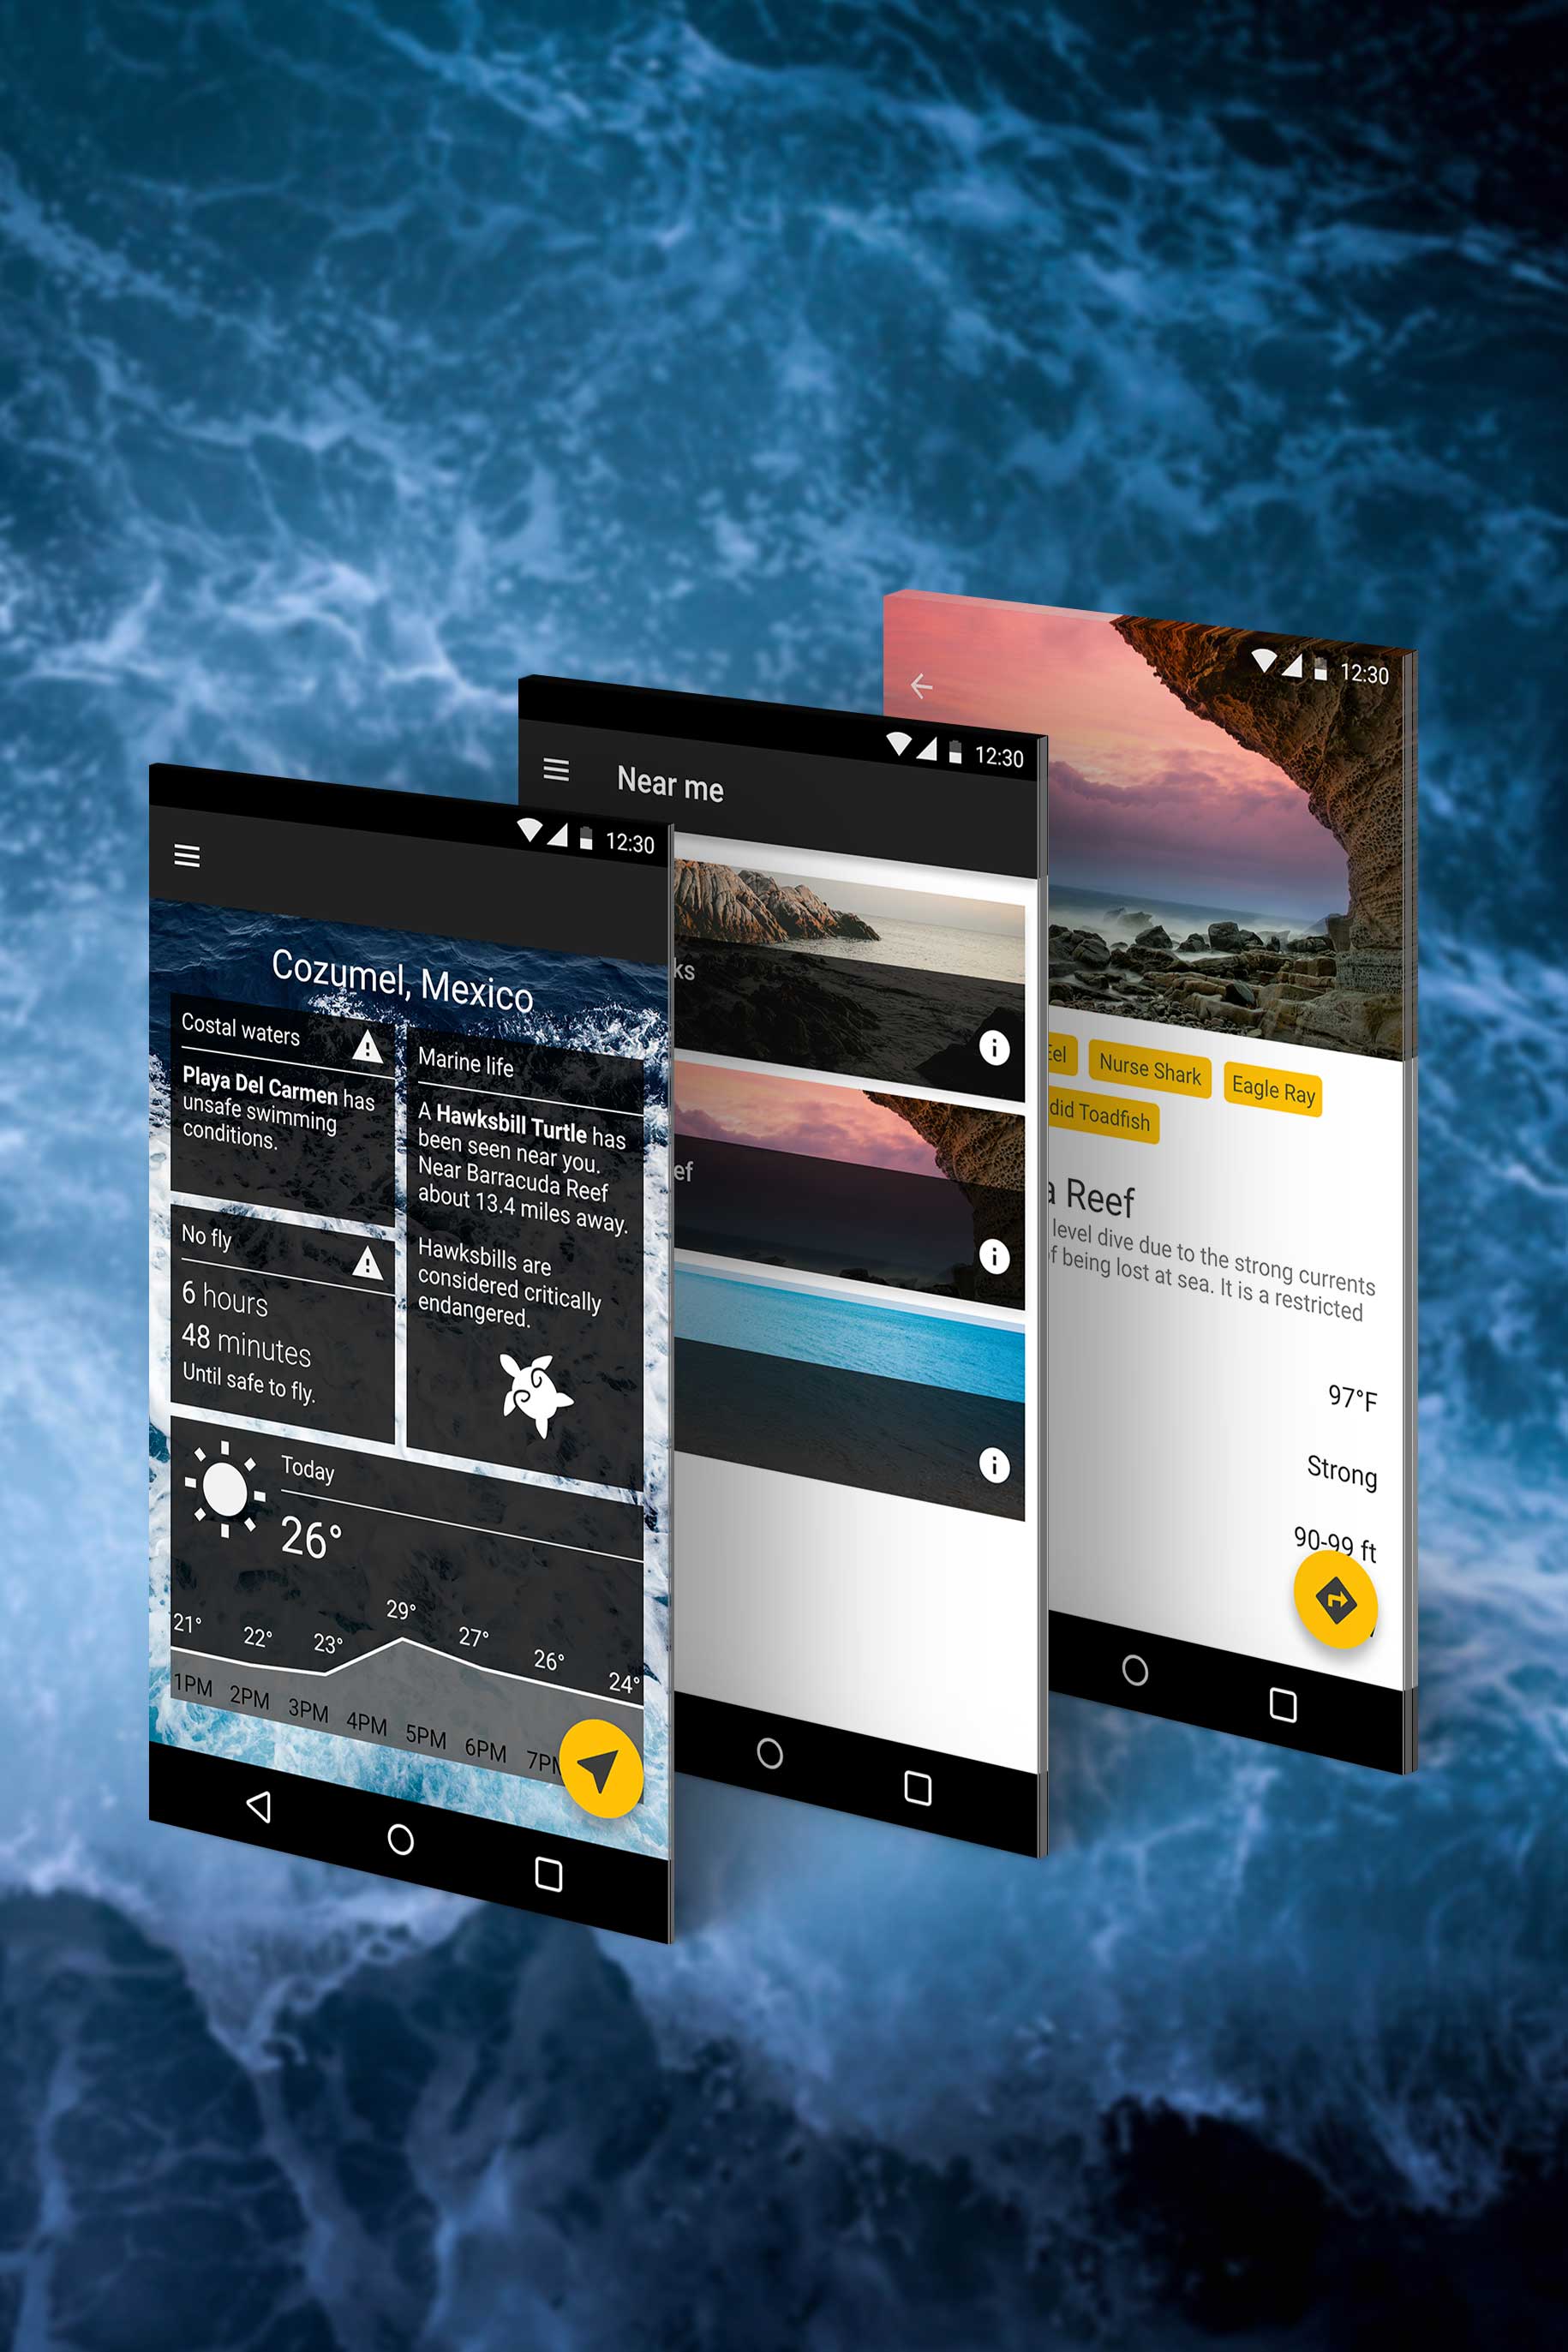 12:30
Cozumel, Mexico
Costal waters
Playa Del Carmen has
unsafe swimming
conditions.
No fly
6 hours
48 minutes
Until safe to fly.
Marine life
A Hawksbill Turtle has
been seen near you.
Near Barracuda Reef
about 13.4 miles away.
Hawksbills are
considered critically
endangered.
Today
26°
21° 22° 23° 29° 27° 26° 24°
1PM 2PM 3PM 4PM 5PM 6PM 7PM
12:30
Near me
ks
ef
12:30
Eel Nurse Shark Eagle Ray
did Toadfish
a Reef
level dive due to the strong currents
of being lost at sea. It is a restricted
97°F
Strong
90-99 ft